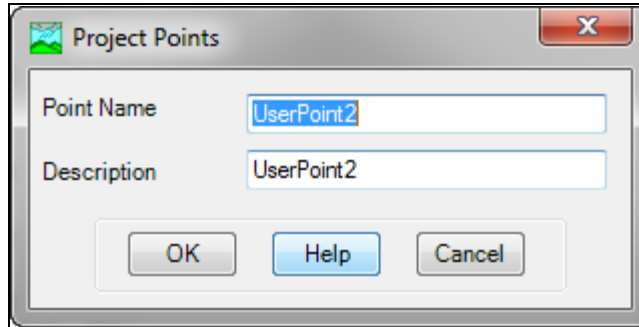 Project Points
Point Name
UserPoint2
Description
UserPoint2
OK
Help
Cancel